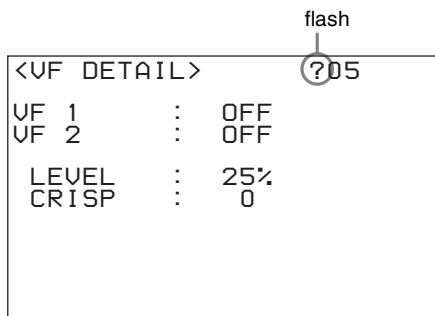 flash
<VF DETAIL> ?05
VF 1 : OFF
VF 2 : OFF
LEVEL : 25%
CRISP : 0